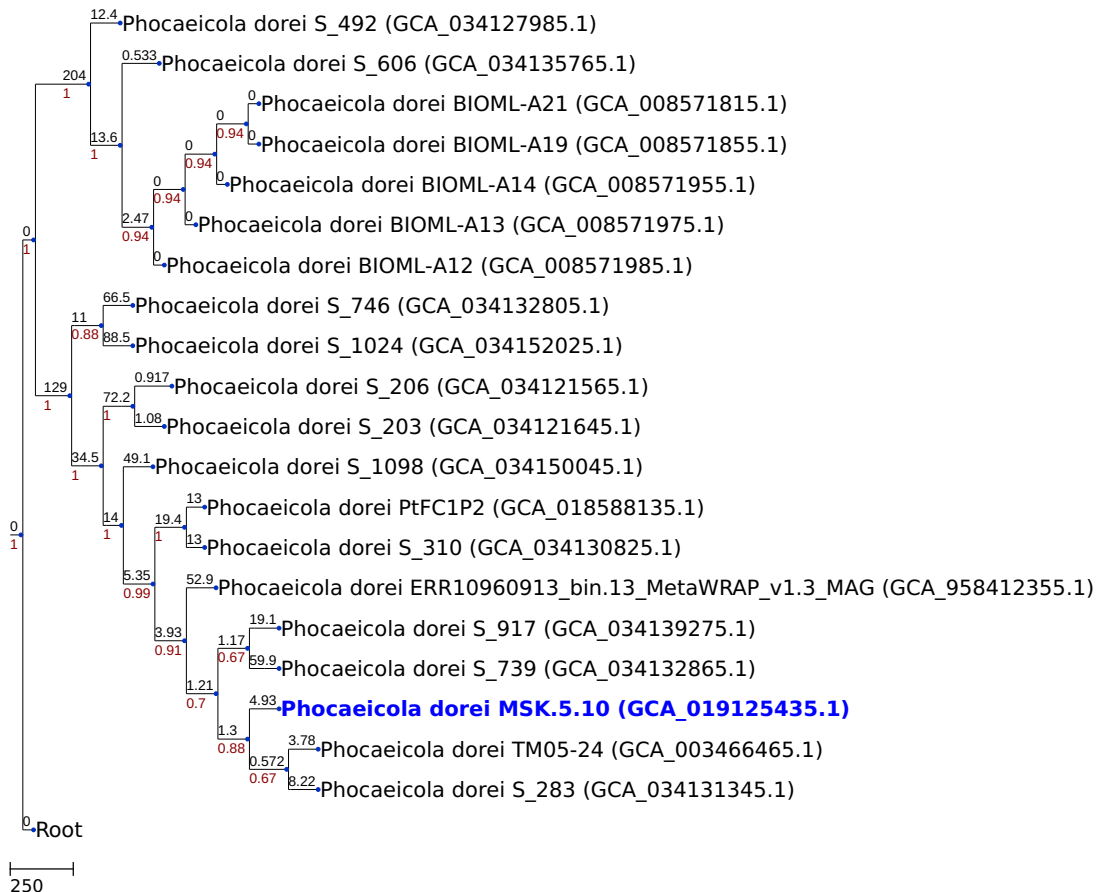 12.4 Phocaeicola dorei S_492 (GCA_034127985.1)
0.533 Phocaeicola dorei S_606 (GCA_034135765.1)
204
1
0 Phocaeicola dorei BIOML-A21 (GCA_008571815.1)
0
0.94
13.6
1
0 Phocaeicola dorei BIOML-A19 (GCA_008571855.1)
0
0.94
0 Phocaeicola dorei BIOML-A14 (GCA_008571955.1)
0
0.94
0 Phocaeicola dorei BIOML-A13 (GCA_008571975.1)
2.47
0.94
0 Phocaeicola dorei BIOML-A12 (GCA_008571985.1)
0
1
66.5 Phocaeicola dorei S_746 (GCA_034132805.1)
11
0.88
88.5 Phocaeicola dorei S_1024 (GCA_034152025.1)
129
1
0.917 Phocaeicola dorei S_206 (GCA_034121565.1)
72.2
1
1.08 Phocaeicola dorei S_203 (GCA_034121645.1)
34.5
1
49.1 Phocaeicola dorei S_1098 (GCA_034150045.1)
14
1
13 Phocaeicola dorei PtFC1P2 (GCA_018588135.1)
19.4
1
13 Phocaeicola dorei S_310 (GCA_034130825.1)
0
1
5.35
0.99
52.9 Phocaeicola dorei ERR10960913_bin.13_MetaWRAP_v1.3_MAG (GCA_958412355.1)
3.93
0.91
19.1 Phocaeicola dorei S_917 (GCA_034139275.1)
1.17
0.67
59.9 Phocaeicola dorei S_739 (GCA_034132865.1)
1.21
0.7
4.93 Phocaeicola dorei MSK.5.10 (GCA_019125435.1)
1.3
0.88
3.78 Phocaeicola dorei TM05-24 (GCA_003466465.1)
0.572
0.67
8.22 Phocaeicola dorei S_283 (GCA_034131345.1)
0 Root
250